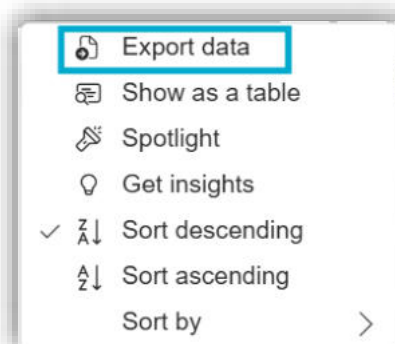 Export data
Show as a table
Spotlight
Get insights
Sort descending
Sort ascending
Sort by